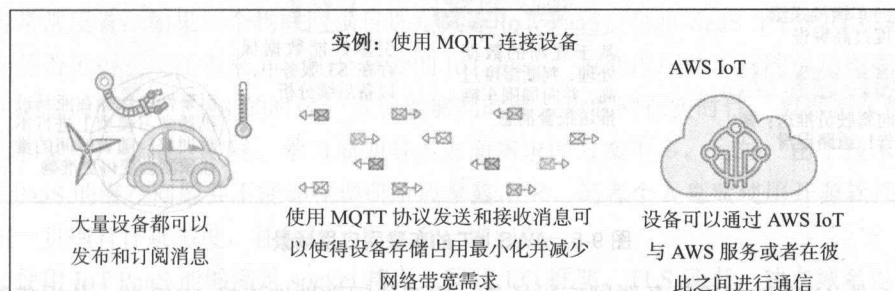 实例：使用 MQTT 连接设备
AWS IoT
大量设备都可以
发布和订阅消息
使用 MQTT 协议发送和接收消息可
以使得设备存储占用最小化并减少
网络带宽需求
设备可以通过 AWS IoT
与 AWS 服务或者在彼
此之间进行通信